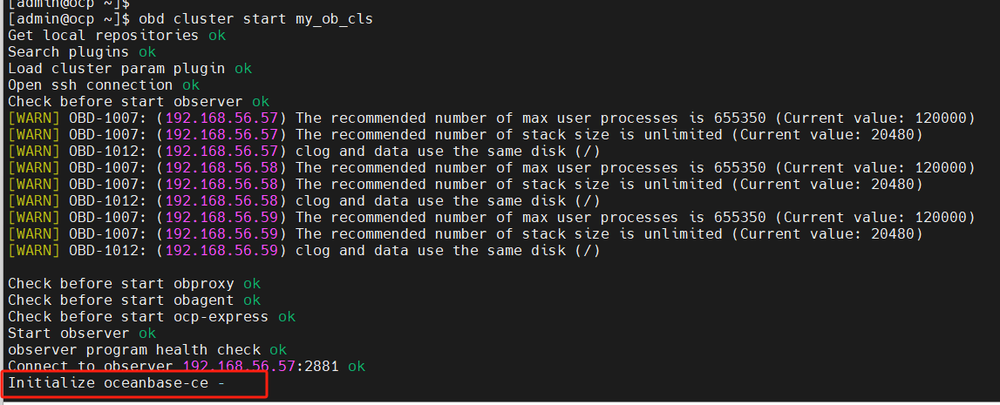 [admin@ocp ~]$
[admin@ocp ~]$ obd cluster start my_ob_cls
Get local repositories ok
Search plugins ok
Load cluster param plugin ok
Open ssh connection ok
Check before start observer ok
[WARN] OBD-1007: (192.168.56.57) The recommended number of max user processes is 655350 (Current value: 120000)
[WARN] OBD-1007: (192.168.56.57) The recommended number of stack size is unlimited (Current value: 20480)
[WARN] OBD-1012: (192.168.56.57) clog and data use the same disk (/)
[WARN] OBD-1007: (192.168.56.58) The recommended number of max user processes is 655350 (Current value: 120000)
[WARN] OBD-1007: (192.168.56.58) The recommended number of stack size is unlimited (Current value: 20480)
[WARN] OBD-1012: (192.168.56.58) clog and data use the same disk (/)
[WARN] OBD-1007: (192.168.56.59) The recommended number of max user processes is 655350 (Current value: 120000)
[WARN] OBD-1007: (192.168.56.59) The recommended number of stack size is unlimited (Current value: 20480)
[WARN] OBD-1012: (192.168.56.59) clog and data use the same disk (/)
Check before start obproxy ok
Check before start obagent ok
Check before start ocp-express ok
Start observer ok
observer program health check ok
Connect to observer 192.168.56.57:2881 ok
Initialize oceanbase-ce -